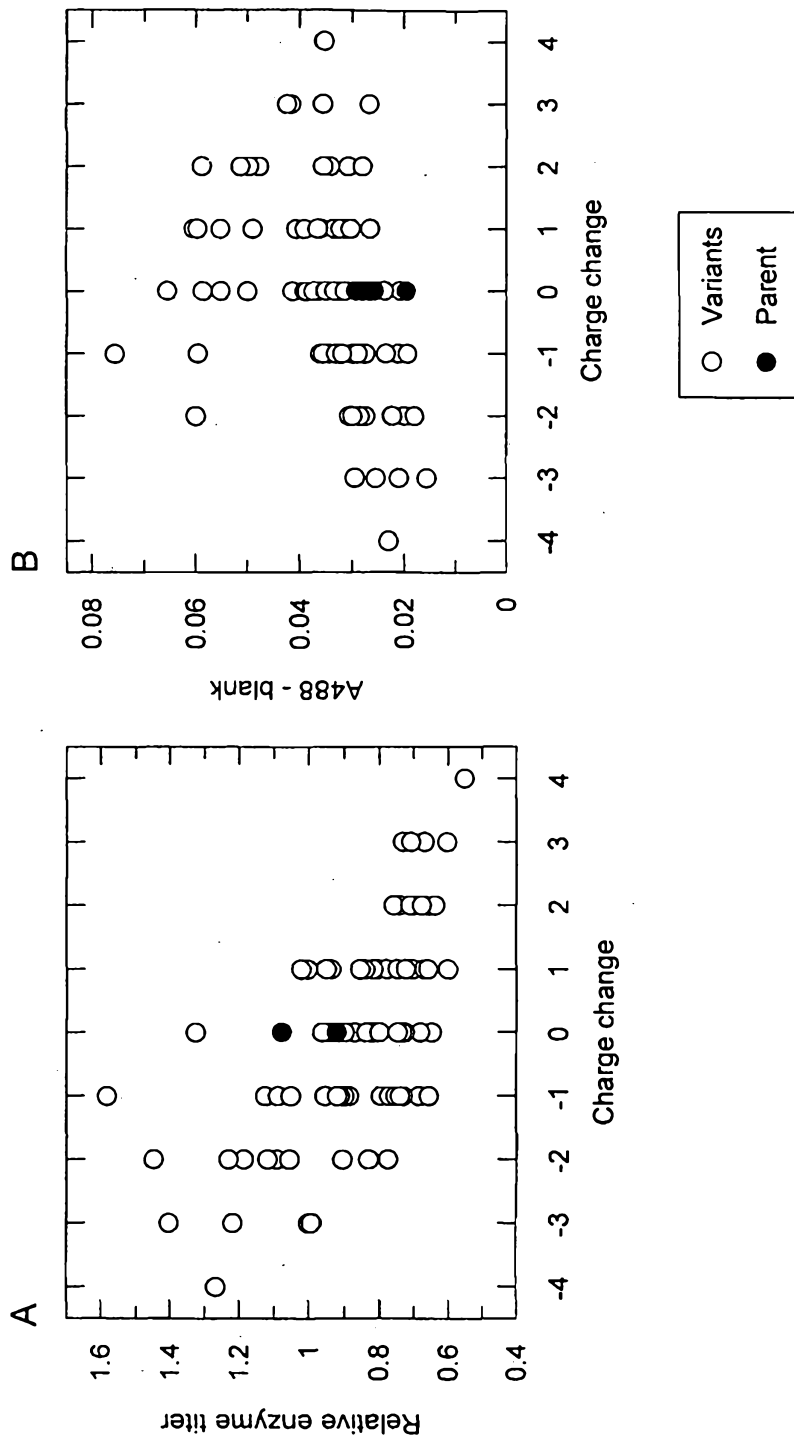 A
Relative enzyme titer
1.6
1.4
1.2
1
0.8
0.6
0.4
-4 -3 -2 -1 0 1 2 3 4
Charge change
B
A488 - blank
0.08
0.06
0.04
0.02
0
-4 -3 -2 -1 0 1 2 3 4
Charge change
Variants
Parent